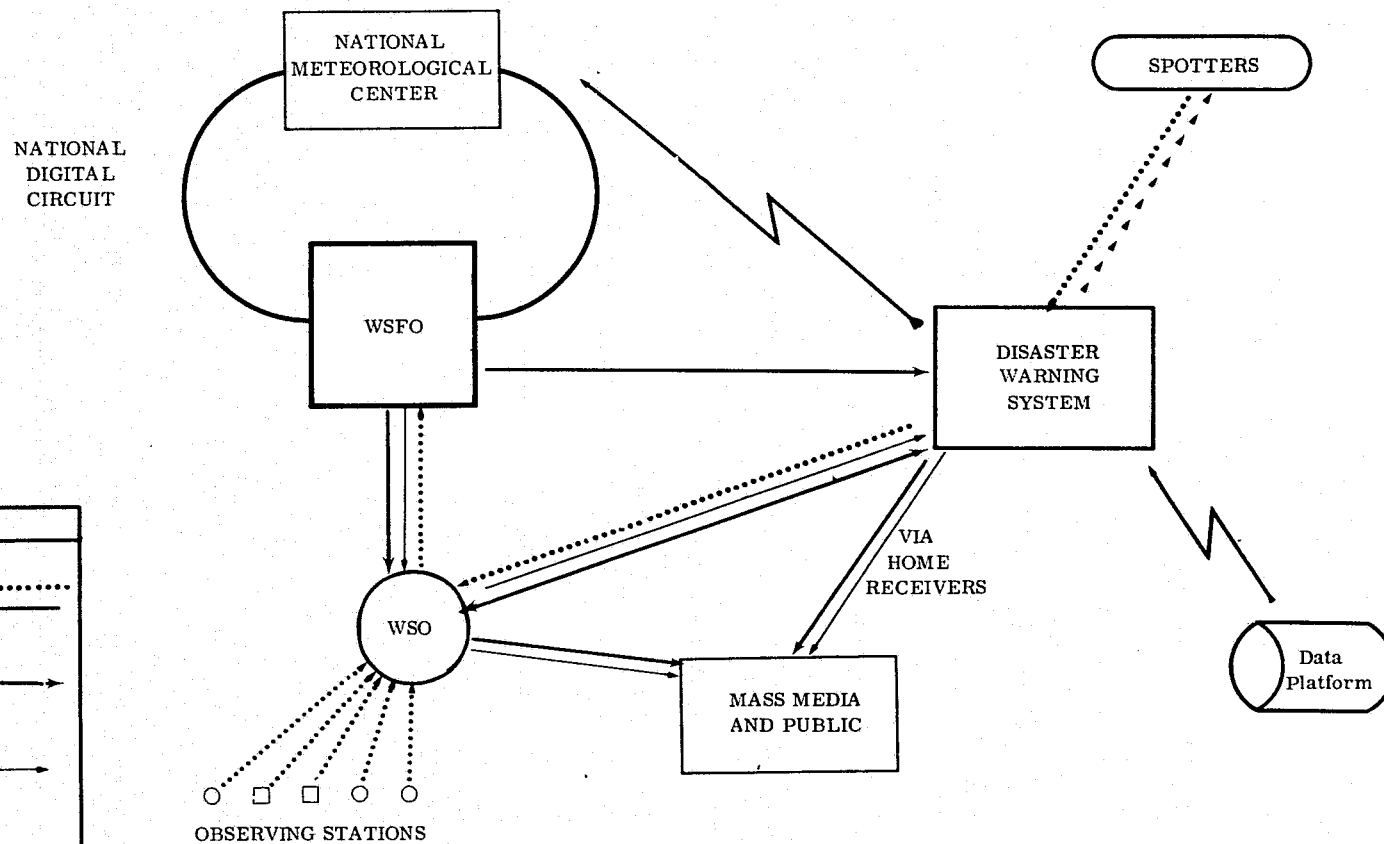 NATIONAL
METEOROLOGICAL
CENTER
SPOTTERS
NATIONAL
DIGITAL
CIRCUIT
WSFO
DISASTER
WARNING
SYSTEM
VIA
HOME
RECEIVERS
WSO
Data
Platform
MASS MEDIA
AND PUBLIC
OBSERVING STATIONS